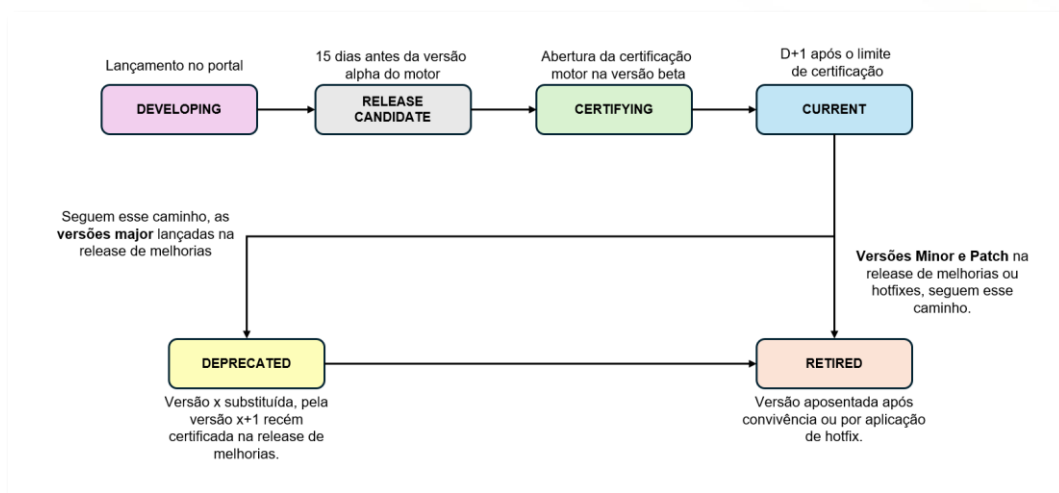 Lançamento no portal
DEVELOPING
15 dias antes da versão
alpha do motor
RELEASE
CANDIDATE
Abertura da certificação
motor na versão beta
CERTIFYING
D+1 após o limite
de certificação
CURRENT
Seguem esse caminho, as
versões major lançadas na
release de melhorias
Versões Minor e Patch na
release de melhorias ou
hotfixes, seguem esse
caminho.
DEPRECATED
Versão x substituída, pela
versão x+1 recém
certificada na release de
melhorias.
RETIRED
Versão aposentada após
convivência ou por aplicação
de hotfix.